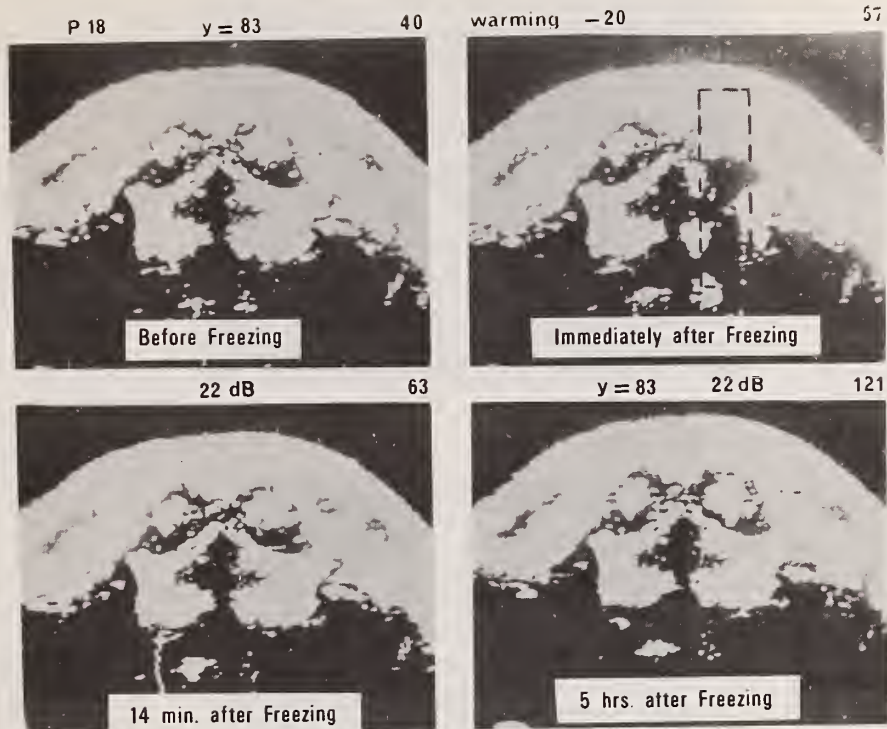 P 18 y = 83 40
warming −20 57
Before Freezing
Immediately after Freezing
22 dB 63
y = 83 22 dB 121
14 min. after Freezing
5 hrs. after Freezing